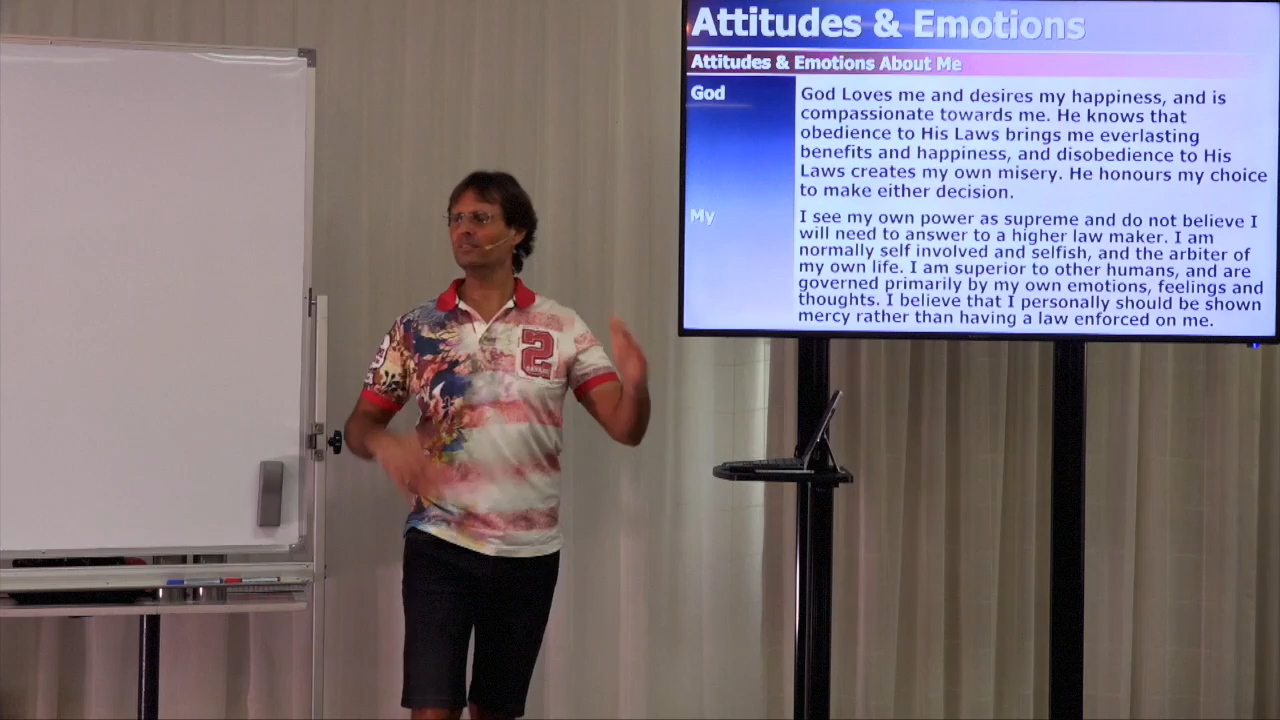 Attitudes & Emotions
Attitudes & Emotions About Me
God
God Loves me and desires my happiness, and is
compassionate towards me. He knows that
obedience to His Laws brings me everlasting
benefits and happiness, and disobedience to His
Laws creates my own misery. He honours my choice
to make either decision.
My
I see my own power as supreme and do not believe I
will need to answer to a higher law maker. I am
normally self involved and selfish, and the arbiter of
my own life. I am superior to other humans, and are
governed primarily by my own emotions, feelings and
thoughts. I believe that I personally should be shown
mercy rather than having a law enforced on me.
2